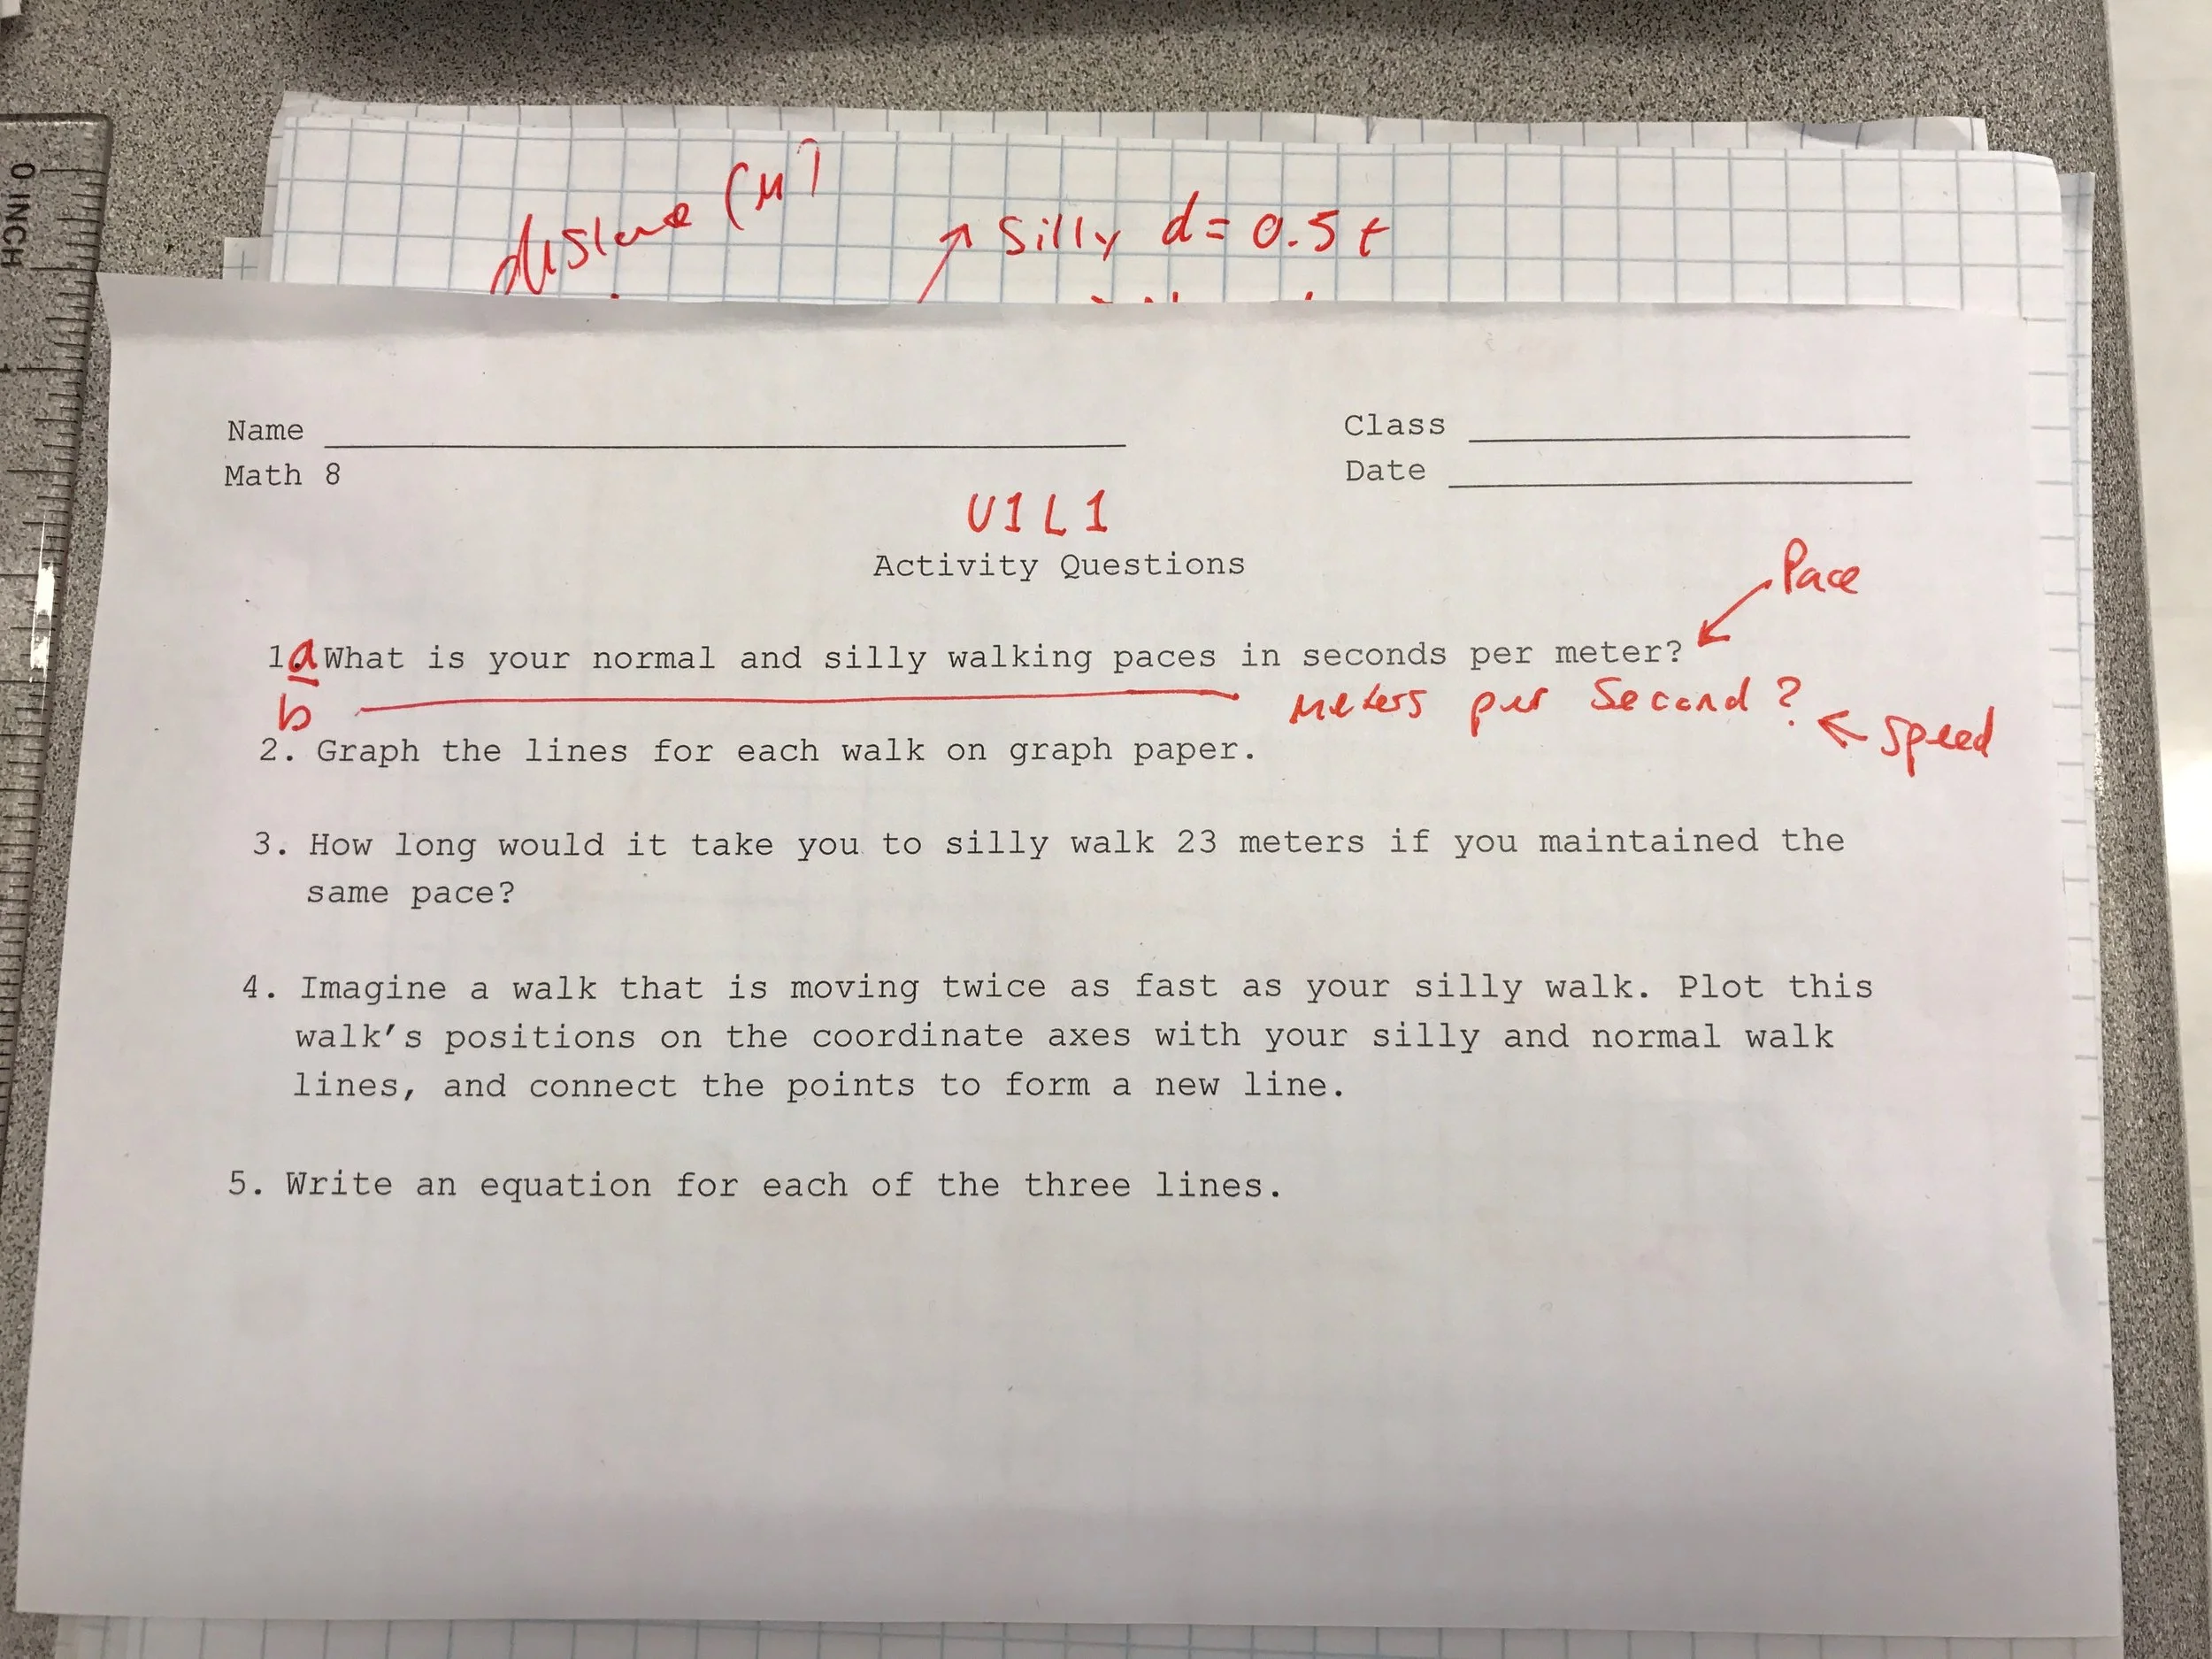 0 INCH
1
distance (m)
Silly d = 0.5t
Name
Class
Math 8
Date
U1L1
Activity Questions
Pace
1.a What is your normal and silly walking paces in seconds per meter?
b meters per second?
speed
2. Graph the lines for each walk on graph paper.
3. How long would it take you to silly walk 23 meters if you maintained the
same pace?
4. Imagine a walk that is moving twice as fast as your silly walk. Plot this
walk's positions on the coordinate axes with your silly and normal walk
lines, and connect the points to form a new line.
5. Write an equation for each of the three lines.